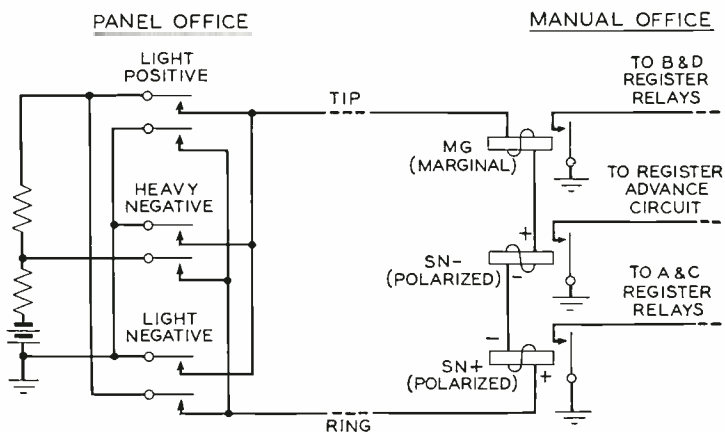 PANEL OFFICE
MANUAL OFFICE
LIGHT
POSITIVE
TIP
TO B & D
REGISTER
RELAYS
MG
(MARGINAL)
HEAVY
NEGATIVE
TO REGISTER
ADVANCE
CIRCUIT
+
SN-
(POLARIZED)
-
TO A & C
REGISTER
RELAYS
LIGHT
NEGATIVE
-
SN+
(POLARIZED)
+
RING